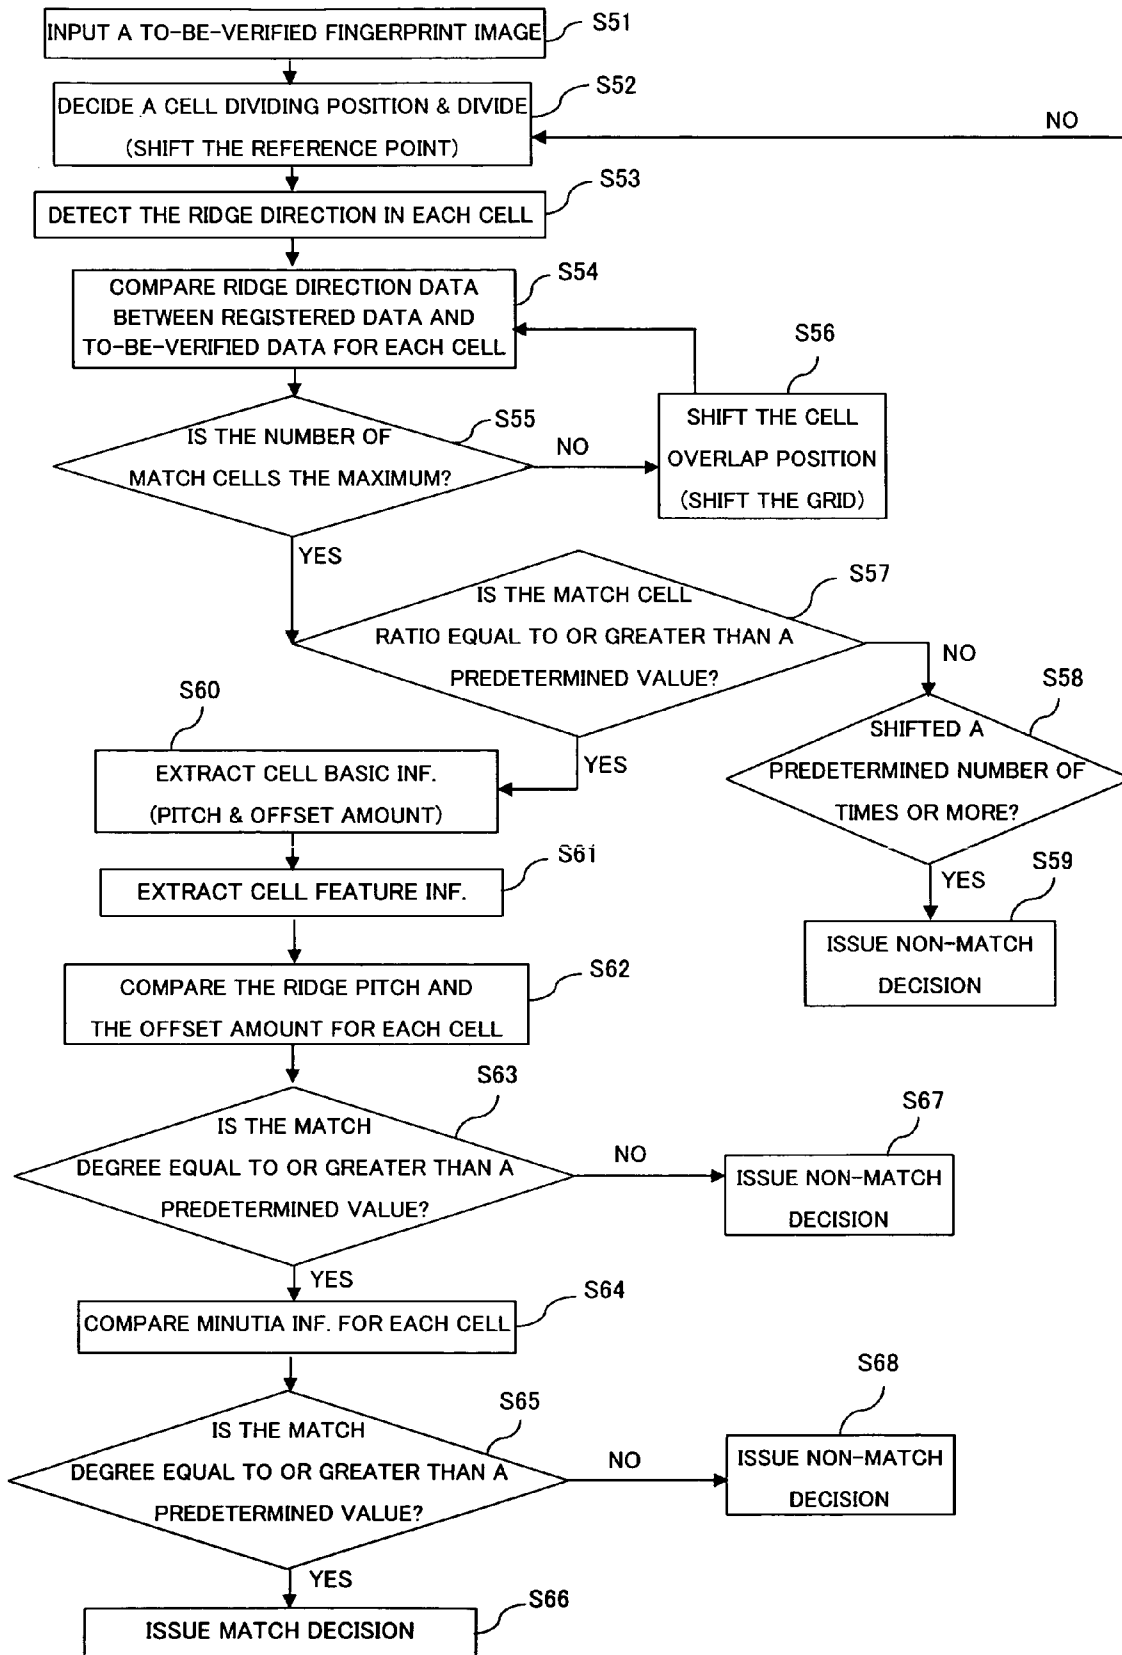 INPUT A TO-BE-VERIFIED FINGERPRINT IMAGE
S51
DECIDE A CELL DIVIDING POSITION & DIVIDE
(SHIFT THE REFERENCE POINT)
S52
NO
DETECT THE RIDGE DIRECTION IN EACH CELL
S53
COMPARE RIDGE DIRECTION DATA
BETWEEN REGISTERED DATA AND
TO-BE-VERIFIED DATA FOR EACH CELL
S54
IS THE NUMBER OF
MATCH CELLS THE MAXIMUM?
S55
NO
YES
S56
SHIFT THE CELL
OVERLAP POSITION
(SHIFT THE GRID)
IS THE MATCH CELL
RATIO EQUAL TO OR GREATER THAN A
PREDETERMINED VALUE?
S57
NO
YES
S58
SHIFTED A
PREDETERMINED NUMBER OF
TIMES OR MORE?
YES
S59
ISSUE NON-MATCH
DECISION
S60
EXTRACT CELL BASIC INF.
(PITCH & OFFSET AMOUNT)
S61
EXTRACT CELL FEATURE INF.
S62
COMPARE THE RIDGE PITCH AND
THE OFFSET AMOUNT FOR EACH CELL
S63
IS THE MATCH
DEGREE EQUAL TO OR GREATER THAN A
PREDETERMINED VALUE?
NO
YES
S67
ISSUE NON-MATCH
DECISION
S64
COMPARE MINUTIA INF. FOR EACH CELL
S65
IS THE MATCH
DEGREE EQUAL TO OR GREATER THAN A
PREDETERMINED VALUE?
NO
YES
S68
ISSUE NON-MATCH
DECISION
S66
ISSUE MATCH DECISION